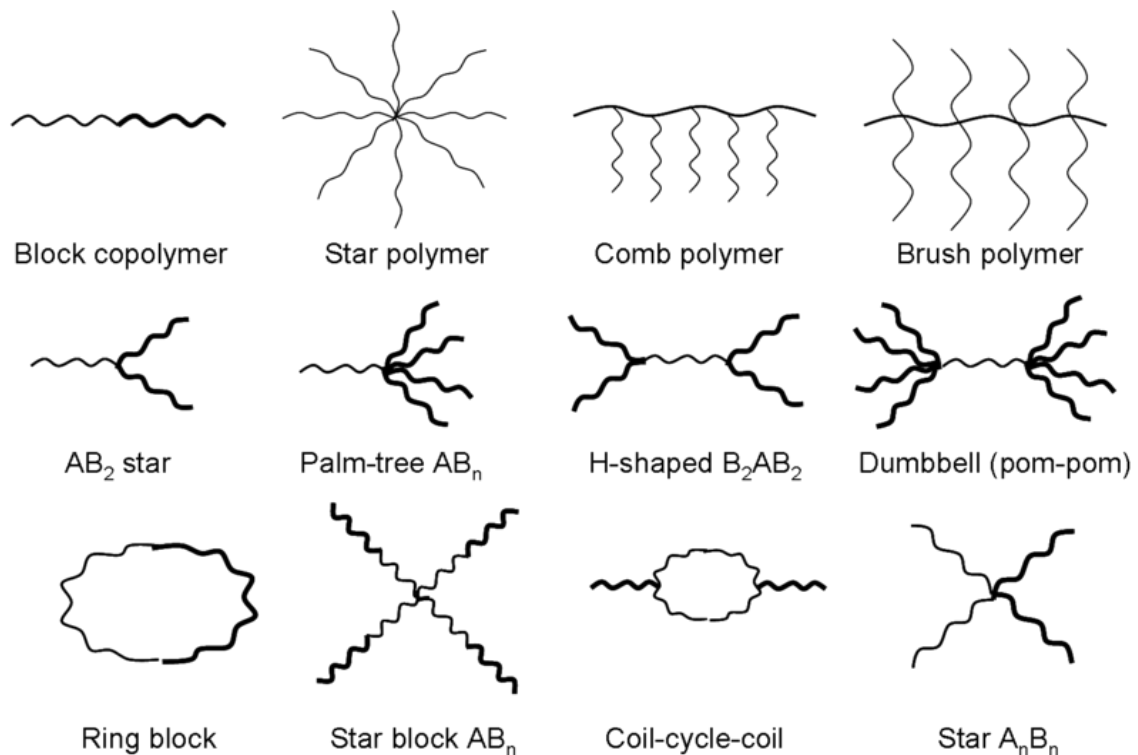 Block copolymer Star polymer Comb polymer Brush polymer
AB₂ star Palm-tree ABₙ H-shaped B₂AB₂ Dumbbell (pom-pom)
Ring block Star block ABₙ Coil-cycle-coil Star AₙBₙ